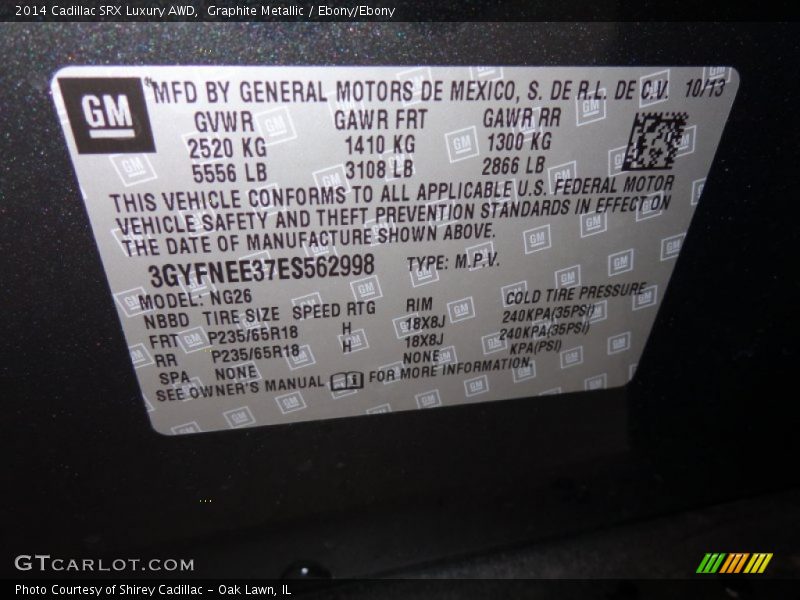 2014 Cadillac SRX Luxury AWD,  Graphite Metallic / Ebony/Ebony
GM
*MFD BY GENERAL MOTORS DE MEXICO, S. DE R.L. DE C.V. 10/13
GVWR GAWR FRT GAWR RR
2520 KG 1410 KG 1300 KG
5556 LB 3108 LB 2866 LB
THIS VEHICLE CONFORMS TO ALL APPLICABLE U.S. FEDERAL MOTOR
VEHICLE SAFETY AND THEFT PREVENTION STANDARDS IN EFFECT ON
THE DATE OF MANUFACTURE SHOWN ABOVE.
3GYFNEE37ES562998 TYPE: M.P.V.
MODEL: NG26
NBBD TIRE SIZE SPEED RTG RIM COLD TIRE PRESSURE
FRT P235/65R18 H 18X8J 240KPA(35PSI)
RR P235/65R18 H 18X8J 240KPA(35PSI)
SPA NONE NONE KPA(PSI)
SEE OWNER'S MANUAL FOR MORE INFORMATION.
GTCARLOT.COM
Photo Courtesy of Shirey Cadillac - Oak Lawn, IL